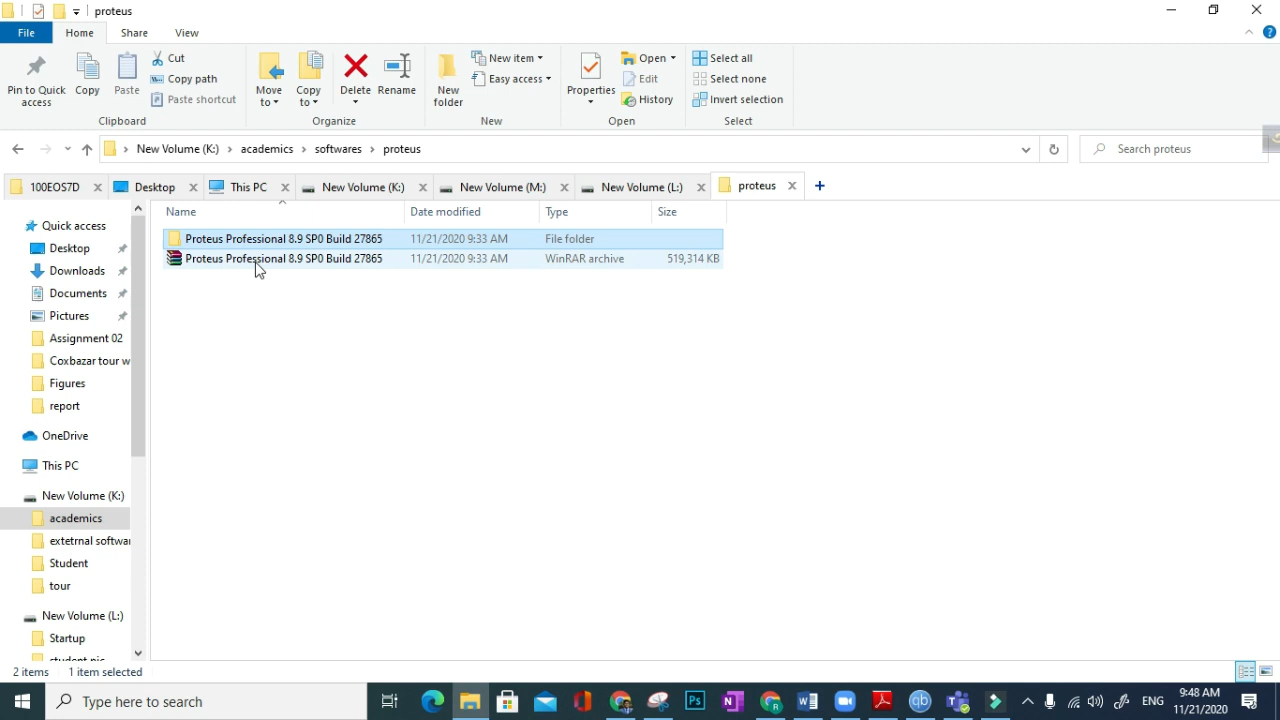 proteus
File Home Share View
Pin to Quick access
Copy
Paste
Cut
Copy path
Paste shortcut
Clipboard
Move to
Copy to
Delete
Rename
Organize
New folder
New item
Easy access
New
Properties
Open
Edit
History
Open
Select all
Select none
Invert selection
Select
New Volume (K:) › academics › softwares › proteus
Search proteus
100EOS7D Desktop This PC New Volume (K:) New Volume (M:) New Volume (L:) proteus
Name Date modified Type Size
Proteus Professional 8.9 SP0 Build 27865 11/21/2020 9:33 AM File folder
Proteus Professional 8.9 SP0 Build 27865 11/21/2020 9:33 AM WinRAR archive 519,314 KB
Quick access
Desktop
Downloads
Documents
Pictures
Assignment 02
Coxbazar tour w
Figures
report
OneDrive
This PC
New Volume (K:)
academics
extetrnal softwar
Student
tour
New Volume (L:)
Startup
student pic
2 items 1 item selected
Type here to search
Ps
ENG
9:48 AM
11/21/2020